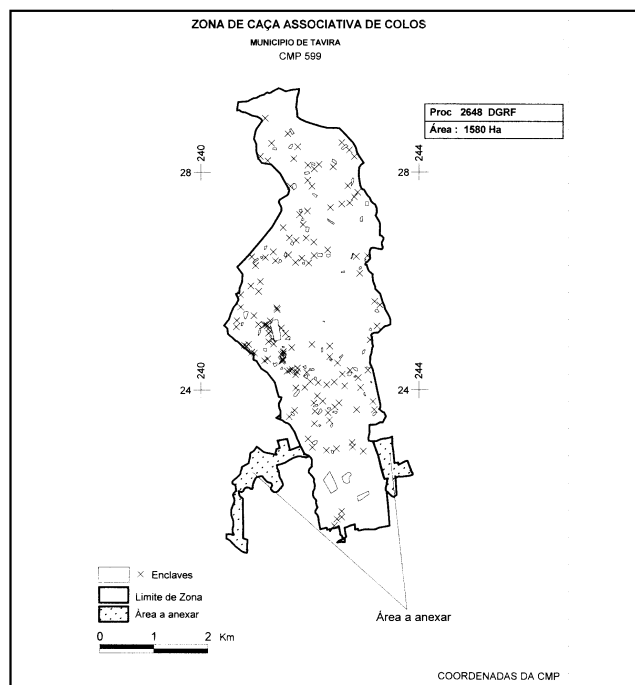 ZONA DE CAÇA ASSOCIATIVA DE COLOS
MUNICIPIO DE TAVIRA
CMP 599
Proc 2648 DGRF
Área : 1580 Ha
240
28
244
28
240
24
244
24
× Enclaves
Limite de Zona
Área a anexar
0 1 2 Km
Área a anexar
COORDENADAS DA CMP